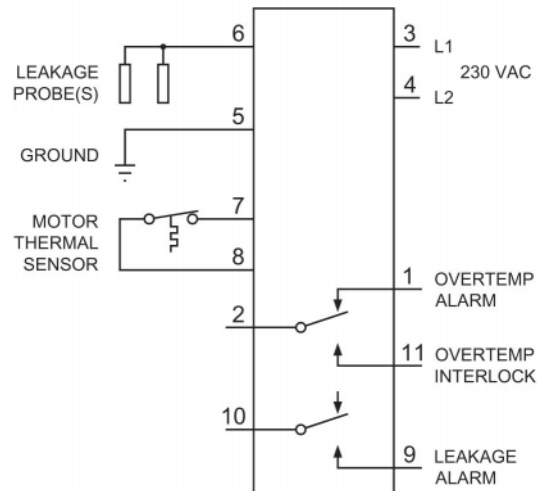 6
LEAKAGE
PROBE(S)
5
GROUND
7
MOTOR
THERMAL
SENSOR
8
2
10
3 L1
230 VAC
4 L2
1 OVERTEMP
ALARM
11 OVERTEMP
INTERLOCK
9 LEAKAGE
ALARM